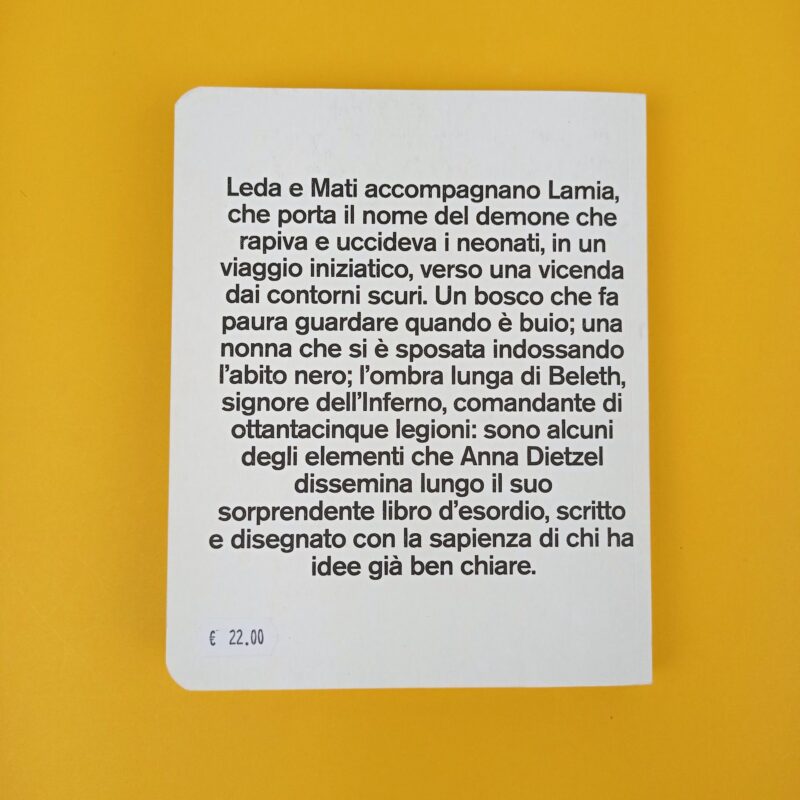 Leda e Mati accompagnano Lamia,
che porta il nome del demone che
rapiva e uccideva i neonati, in un
viaggio iniziatico, verso una vicenda
dai contorni scuri. Un bosco che fa
paura guardare quando è buio; una
nonna che si è sposata indossando
l'abito nero; l'ombra lunga di Beleth,
signore dell'Inferno, comandante di
ottantacinque legioni: sono alcuni
degli elementi che Anna Dietzel
dissemina lungo il suo
sorprendente libro d'esordio, scritto
e disegnato con la sapienza di chi ha
idee già ben chiare.
€ 22.00